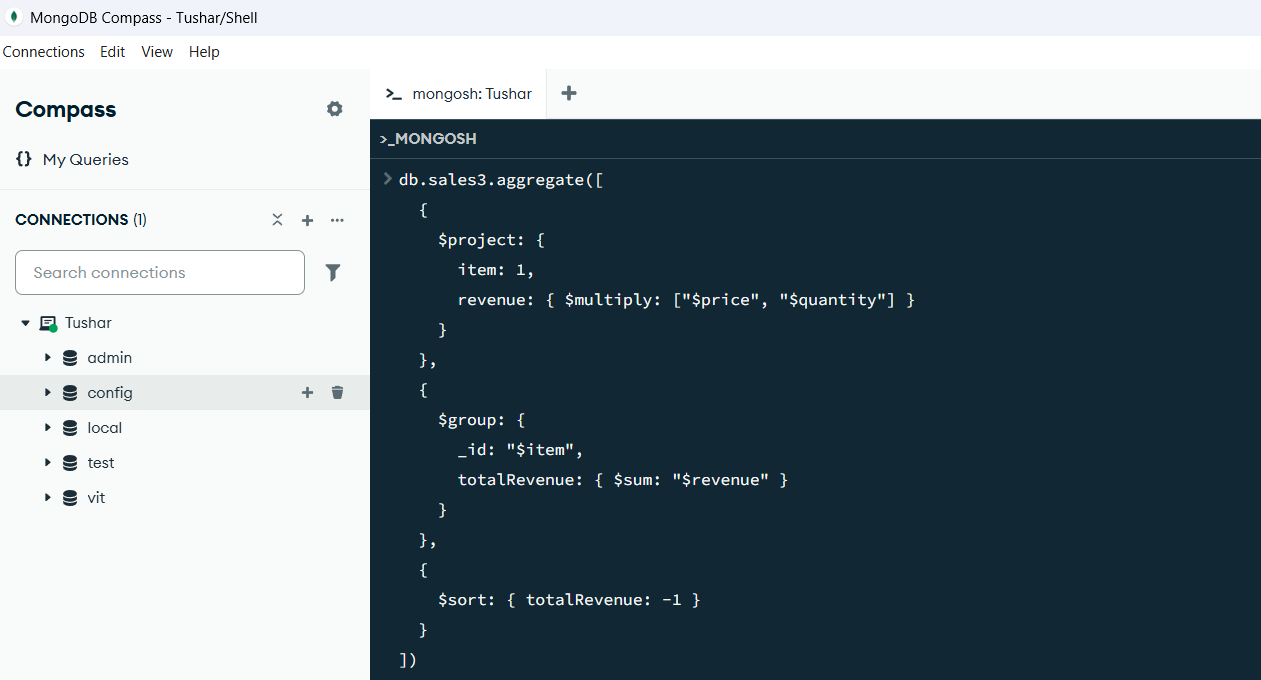 MongoDB Compass - Tushar/Shell
Connections Edit View Help
Compass
{} My Queries
CONNECTIONS (1)
Search connections
Tushar
admin
config
local
test
vit
>_ mongosh: Tushar
>_MONGOSH
> db.sales3.aggregate([
{
$project: {
item: 1,
revenue: { $multiply: ["$price", "$quantity"] }
}
},
{
$group: {
_id: "$item",
totalRevenue: { $sum: "$revenue" }
}
},
{
$sort: { totalRevenue: -1 }
}
])